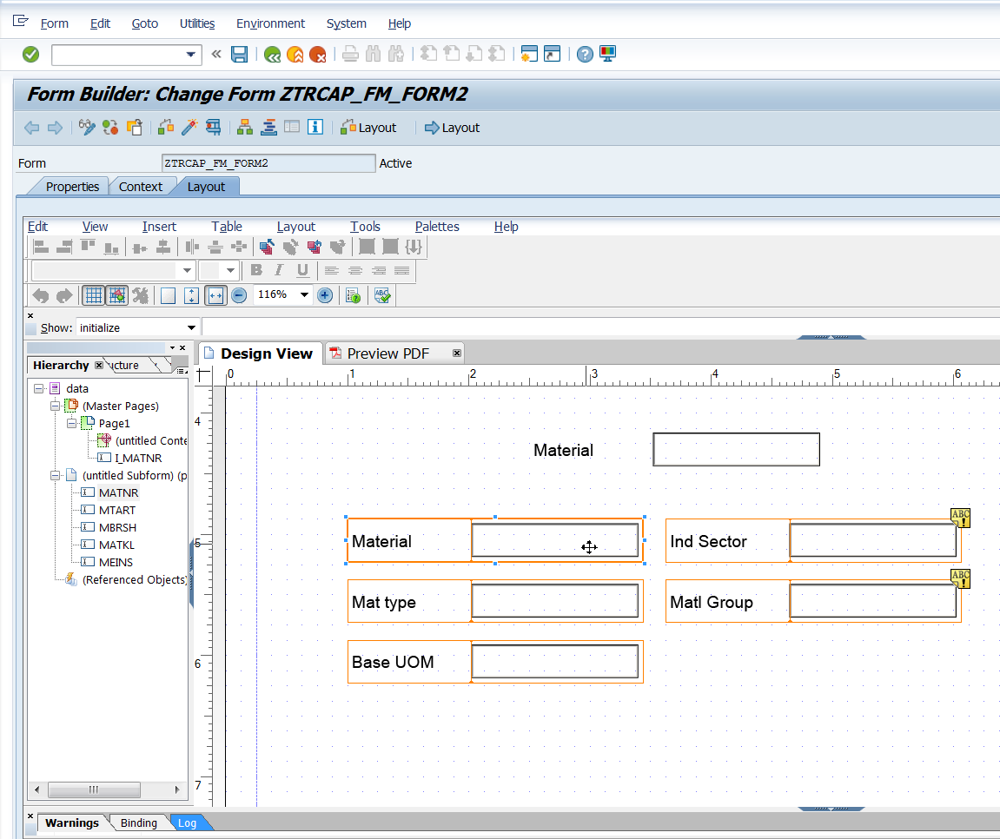 Form Edit Goto Utilities Environment System Help
Form Builder: Change Form ZTRCAP_FM_FORM2
Layout Layout
Form ZTRCAP_FM_FORM2 Active
Properties Context Layout
Edit View Insert Table Layout Tools Palettes Help
B I U
116%
Show: initialize
Hierarchy ucture
Design View Preview PDF
0 1 2 3 4 5 6
data
(Master Pages)
Page1
(untitled Conte
I_MATNR
(untitled Subform) (p
MATNR
MTART
MBRSH
MATKL
MEINS
(Referenced Objects)
4
Material
ABC!
5
Material
Ind Sector
ABC!
Mat type
Matl Group
6
Base UOM
7
Warnings Binding Log